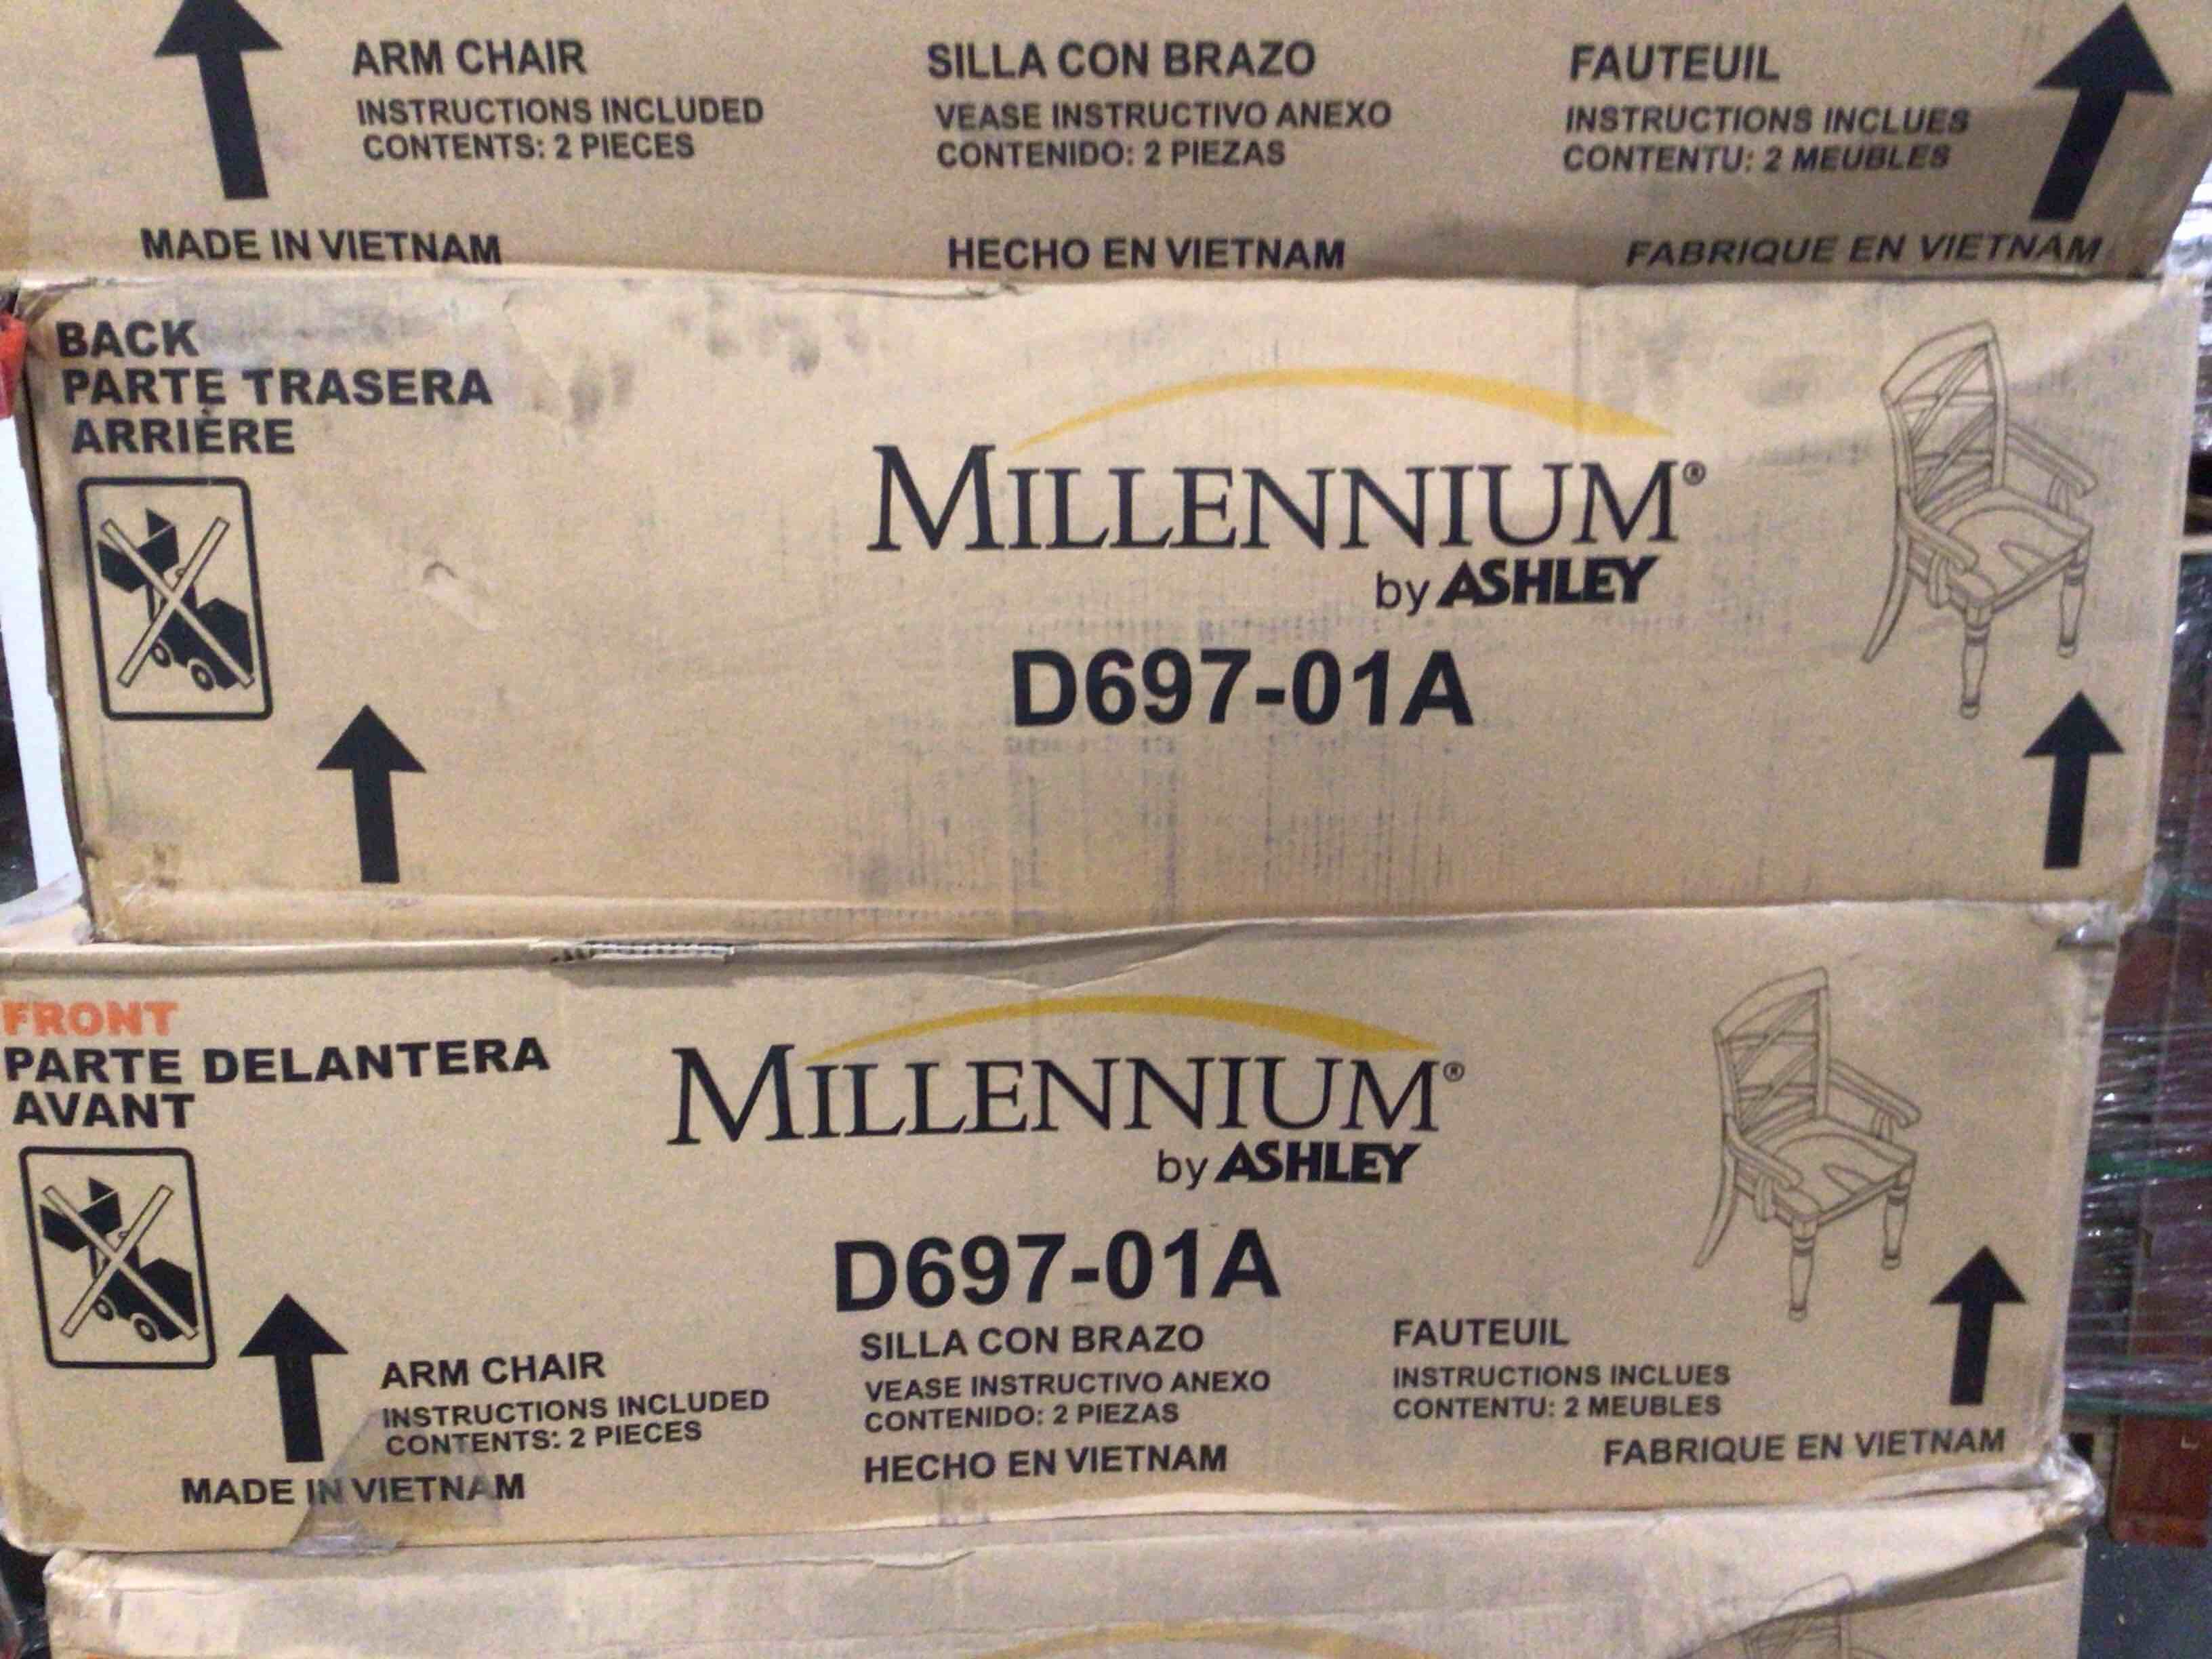 ARM CHAIR
INSTRUCTIONS INCLUDED
CONTENTS: 2 PIECES
MADE IN VIETNAM
SILLA CON BRAZO
VEASE INSTRUCTIVO ANEXO
CONTENIDO: 2 PIEZAS
HECHO EN VIETNAM
FAUTEUIL
INSTRUCTIONS INCLUES
CONTENTU: 2 MEUBLES
FABRIQUE EN VIETNAM
BACK
PARTE TRASERA
ARRIÈRE
MILLENNIUM®
by ASHLEY
D697-01A
FRONT
PARTE DELANTERA
AVANT
MILLENNIUM®
by ASHLEY
D697-01A
ARM CHAIR
INSTRUCTIONS INCLUDED
CONTENTS: 2 PIECES
MADE IN VIETNAM
SILLA CON BRAZO
VEASE INSTRUCTIVO ANEXO
CONTENIDO: 2 PIEZAS
HECHO EN VIETNAM
FAUTEUIL
INSTRUCTIONS INCLUES
CONTENTU: 2 MEUBLES
FABRIQUE EN VIETNAM